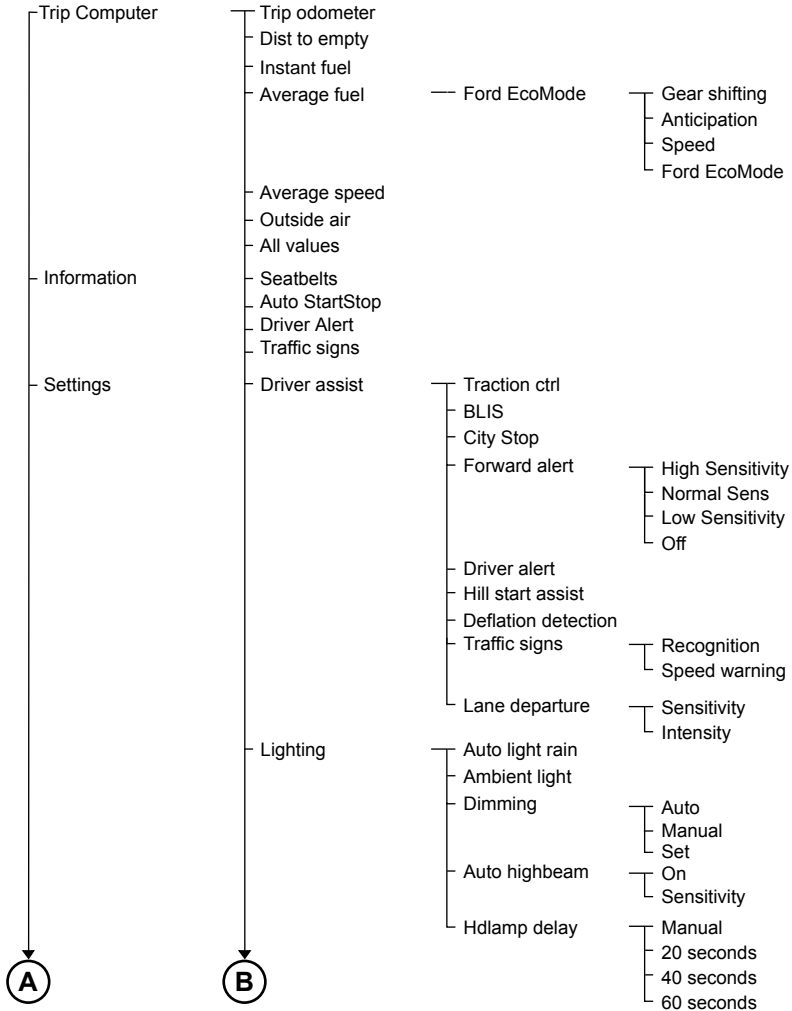 Trip Computer Trip odometer
Dist to empty
Instant fuel
Average fuel Ford EcoMode Gear shifting
Anticipation
Speed
Ford EcoMode
Average speed
Outside air
All values
Information Seatbelts
Auto StartStop
Driver Alert
Traffic signs
Settings Driver assist Traction ctrl
BLIS
City Stop
Forward alert High Sensitivity
Normal Sens
Low Sensitivity
Off
Driver alert
Hill start assist
Deflation detection
Traffic signs Recognition
Speed warning
Lane departure Sensitivity
Intensity
Lighting Auto light rain
Ambient light
Dimming Auto
Manual
Set
Auto highbeam On
Sensitivity
Hdlamp delay Manual
20 seconds
A B 40 seconds
60 seconds